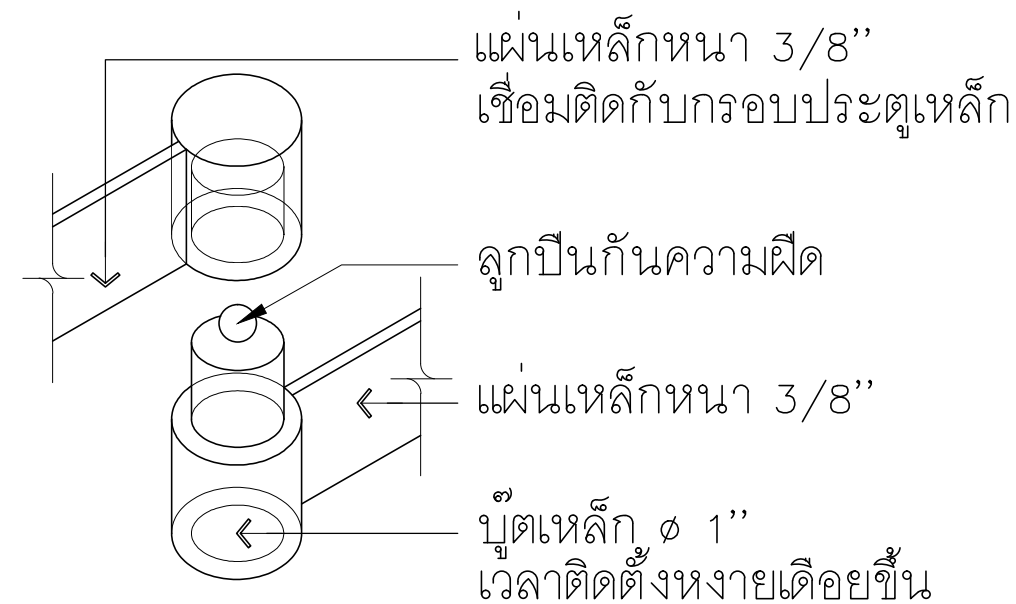 แผ่นเหล็กหนา 3/8’’
เชื่อมติดกับกรอบประตูเหล็ก
ลูกปืนกันความฝืด
แผ่นเหล็กหนา 3/8’’
บู๊ตเหล็ก ø 1’’
เวลาติดตั้งหงายเดือยขึ้น